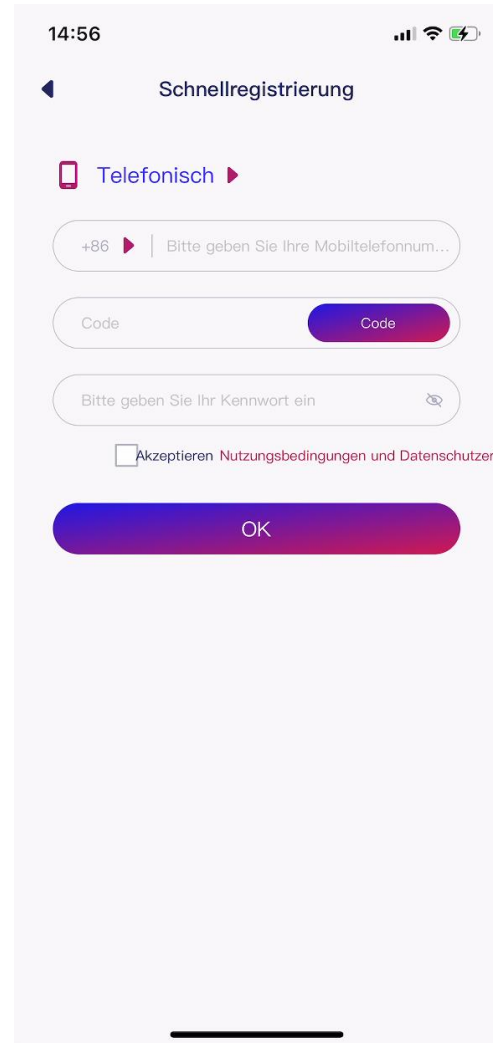 14:56
Schnellregistrierung
Telefonisch
+86 Bitte geben Sie Ihre Mobiltelefonnum...
Code Code
Bitte geben Sie Ihr Kennwort ein
Akzeptieren Nutzungsbedingungen und Datenschutzer
OK